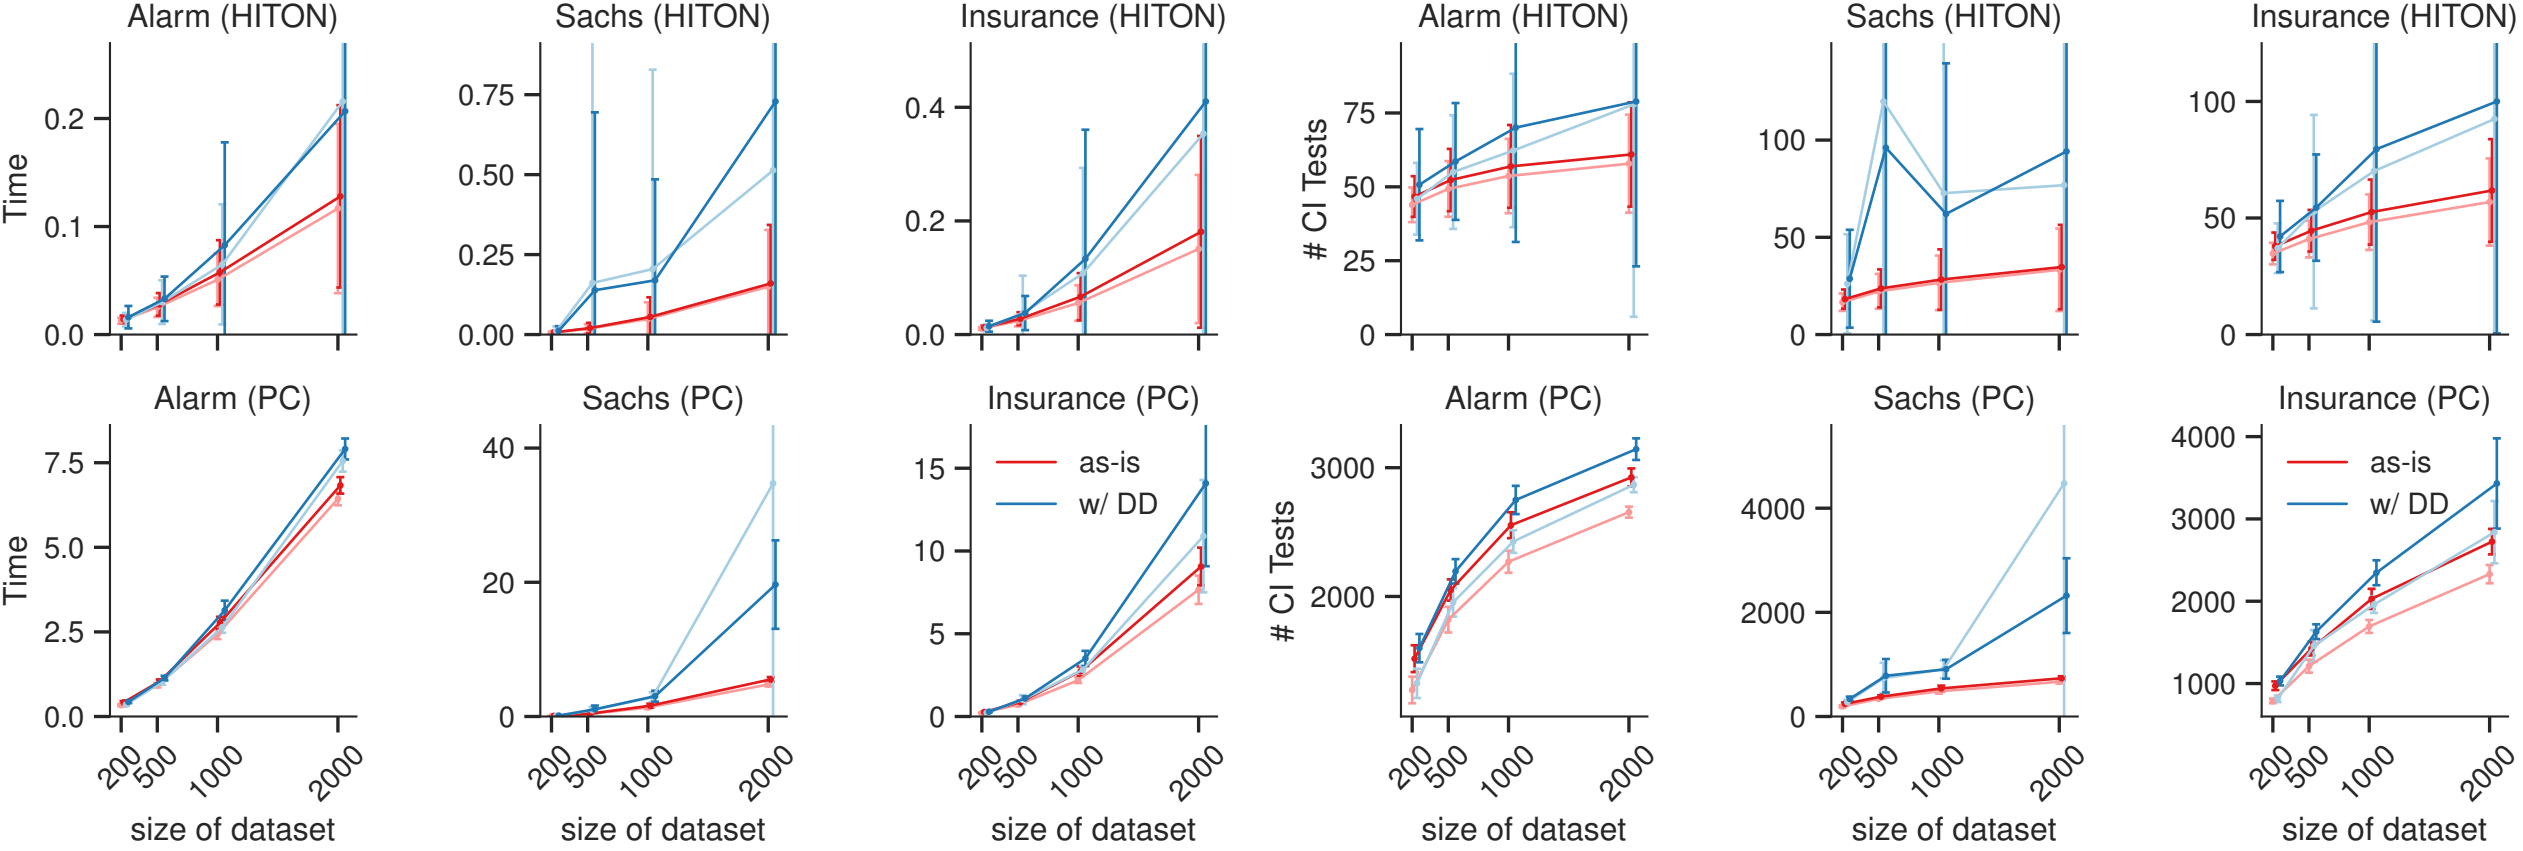 Alarm (HITON)
Sachs (HITON)
Insurance (HITON)
Alarm (HITON)
Sachs (HITON)
Insurance (HITON)
Time
0.2
0.1
0.0
0.75
0.50
0.25
0.00
0.4
0.2
0.0
# CI Tests
75
50
25
0
100
50
0
100
50
0
Alarm (PC)
Sachs (PC)
Insurance (PC)
Alarm (PC)
Sachs (PC)
Insurance (PC)
Time
7.5
5.0
2.5
0.0
200
500
1000
2000
size of dataset
40
20
0
200
500
1000
2000
size of dataset
15
10
5
0
as-is
w/ DD
200
500
1000
2000
size of dataset
# CI Tests
3000
2000
200
500
1000
2000
size of dataset
4000
2000
0
200
500
1000
2000
size of dataset
4000
3000
2000
1000
as-is
w/ DD
200
500
1000
2000
size of dataset